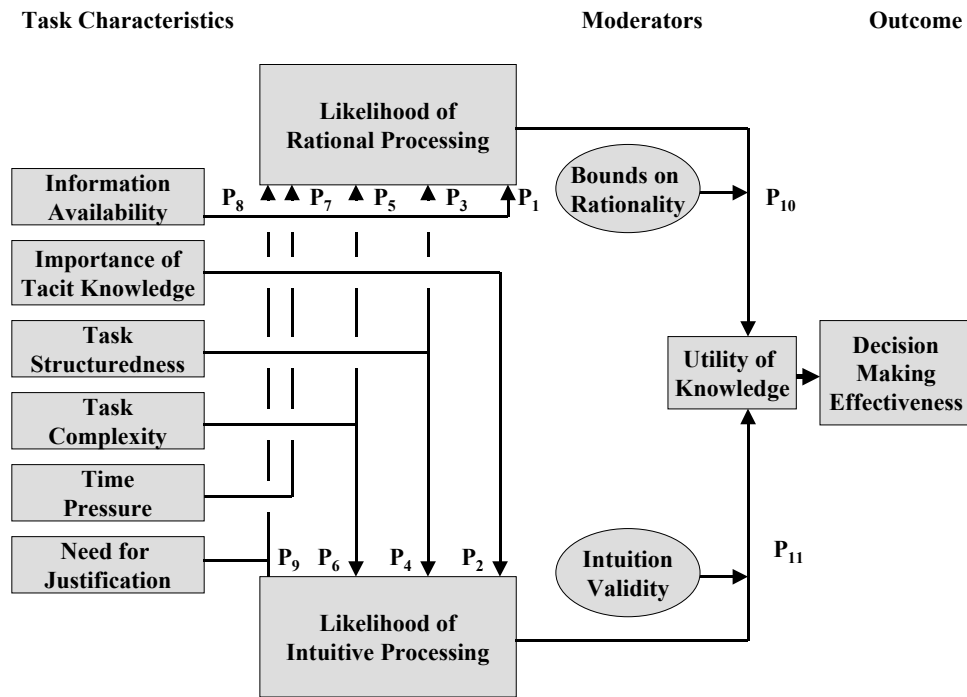 Task Characteristics
Moderators
Outcome
Likelihood of
Rational Processing
Bounds on
Rationality
Information
Availability
P8
P7
P5
P3
P1
P10
Importance of
Tacit Knowledge
Task
Structuredness
Utility of
Knowledge
Decision
Making
Effectiveness
Task
Complexity
Time
Pressure
Need for
Justification
P9
P6
P4
P2
Intuition
Validity
P11
Likelihood of
Intuitive Processing